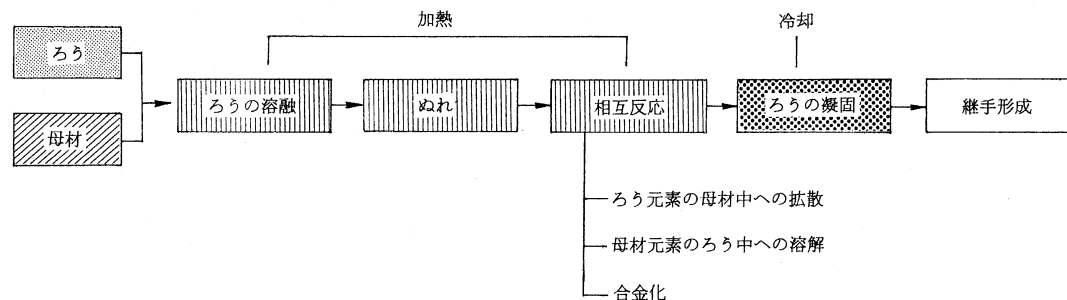 加熱
冷却
ろう
母材
ろうの溶融
ぬれ
相互反応
ろうの凝固
継手形成
ろう元素の母材中への拡散
母材元素のろう中への溶解
合金化